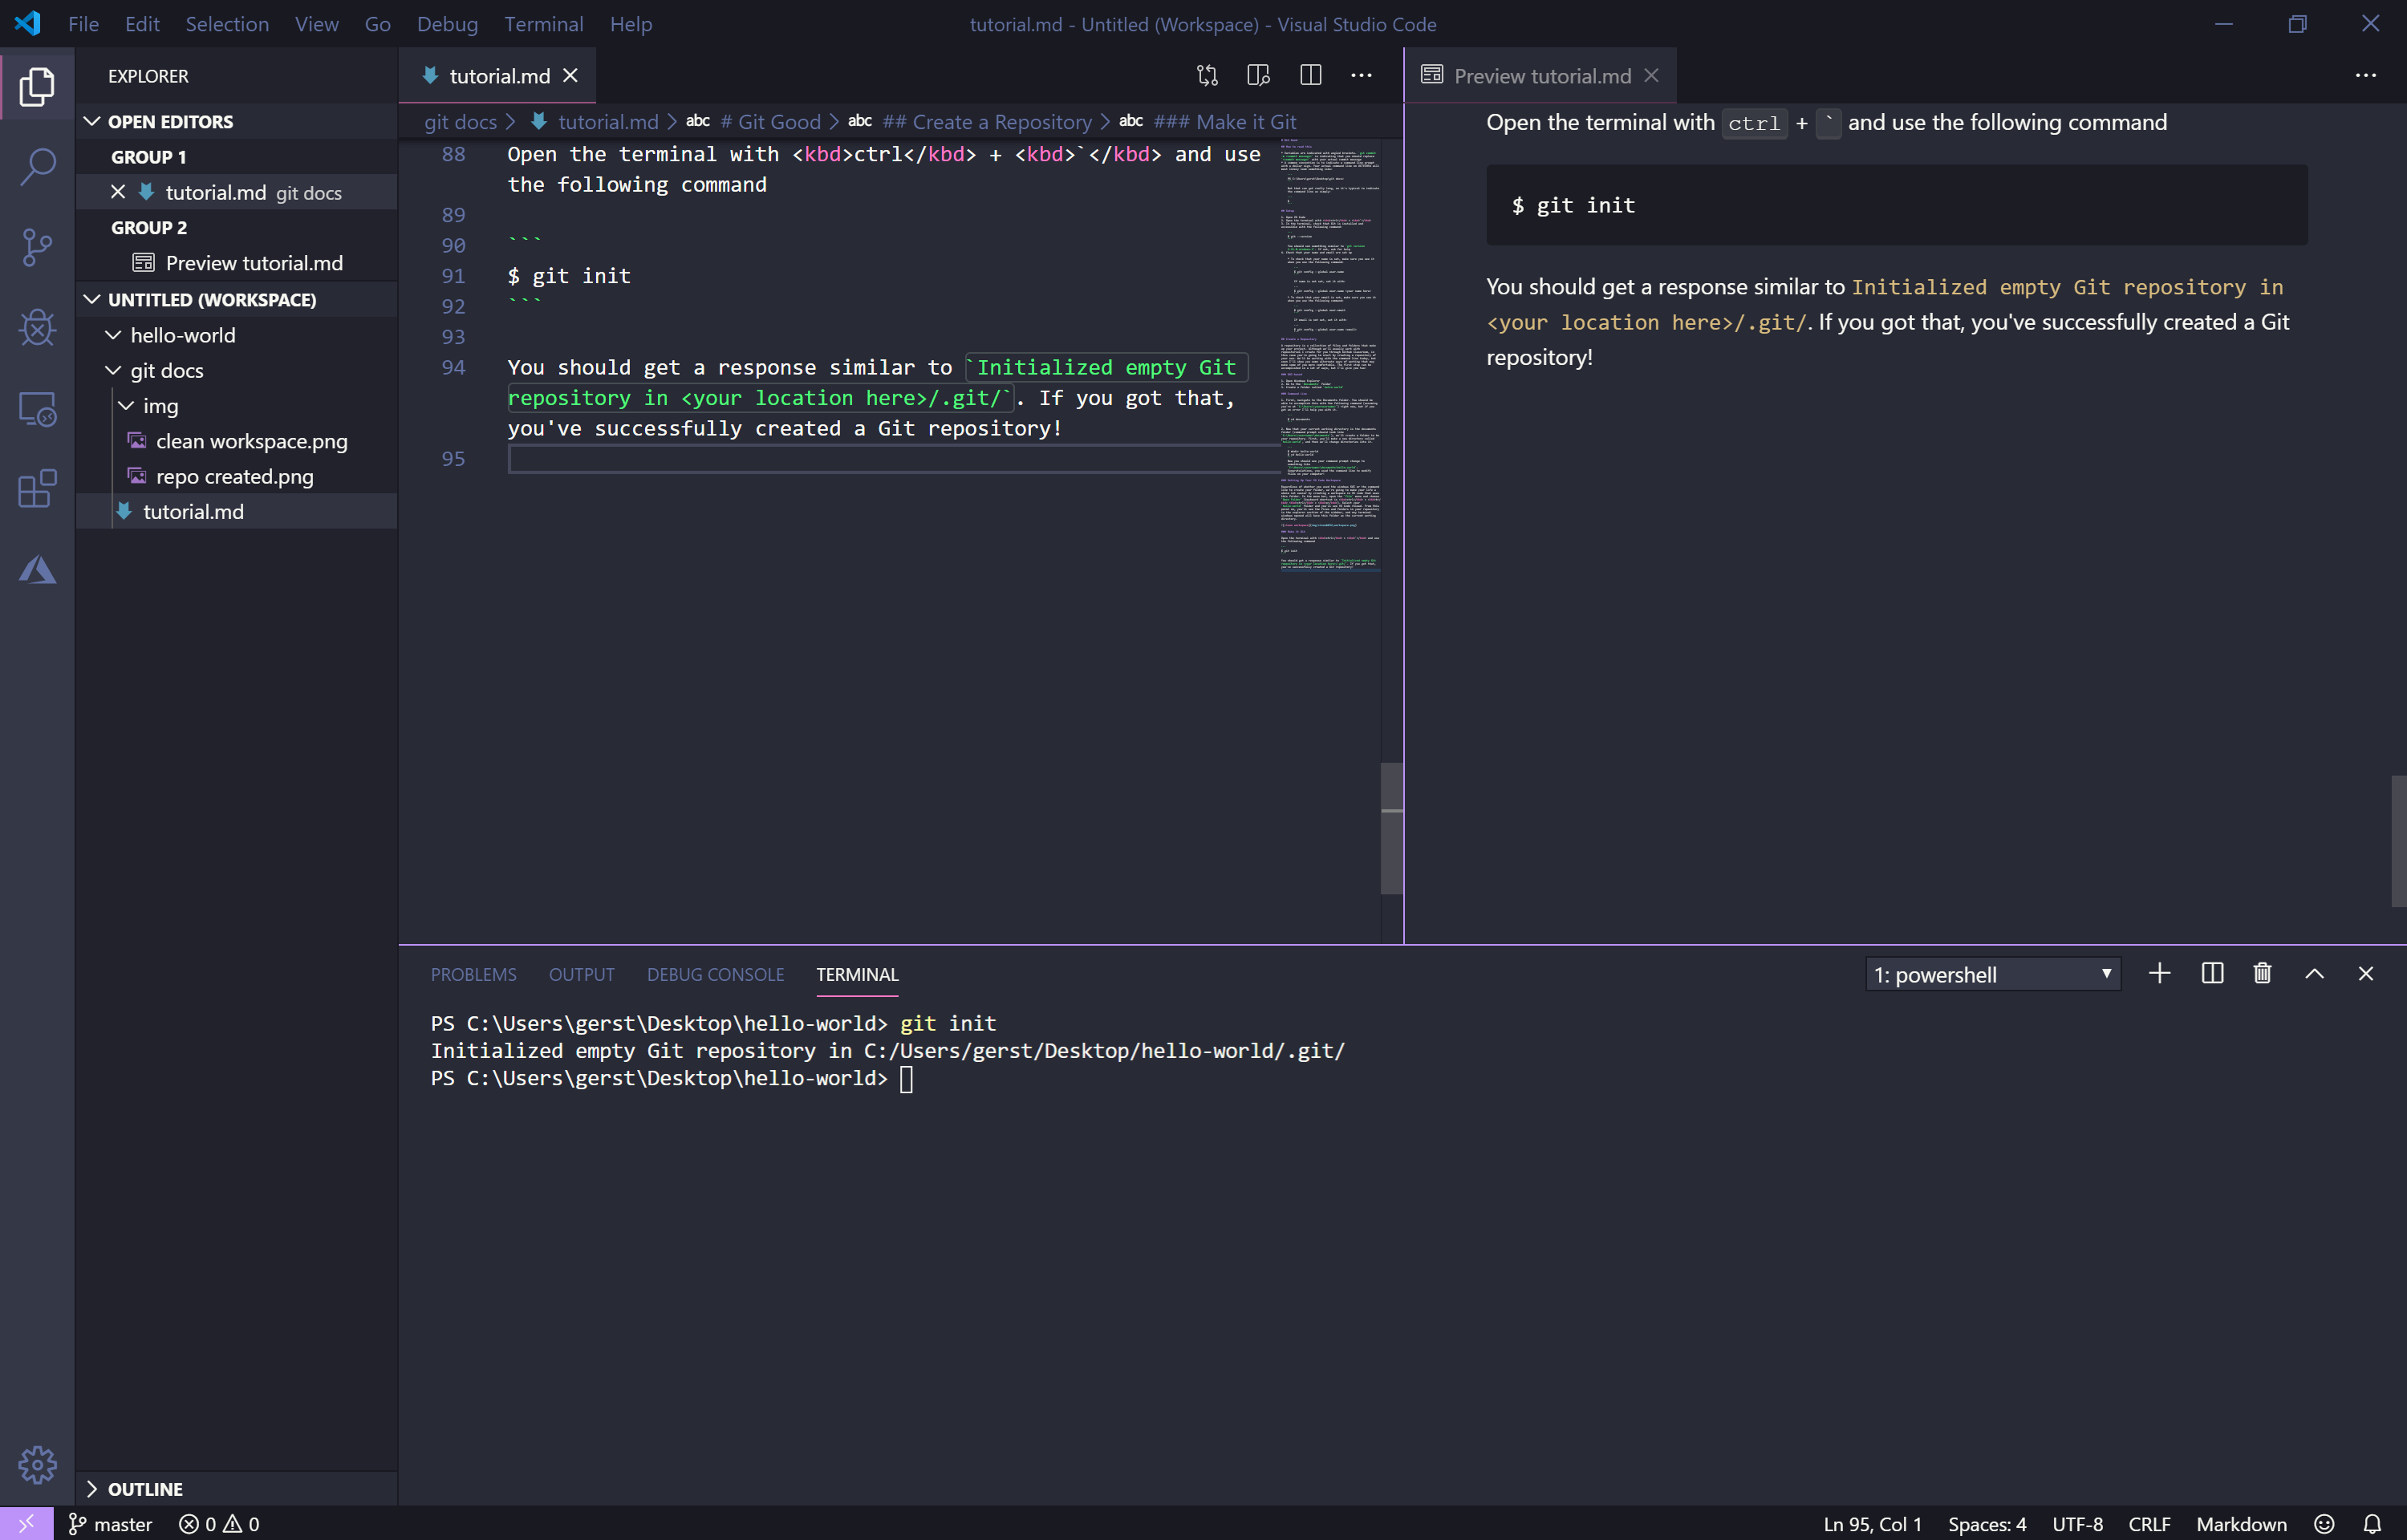 File Edit Selection View Go Debug Terminal Help
tutorial.md - Untitled (Workspace) - Visual Studio Code
EXPLORER
OPEN EDITORS
GROUP 1
tutorial.md git docs
GROUP 2
Preview tutorial.md
UNTITLED (WORKSPACE)
hello-world
git docs
img
clean workspace.png
repo created.png
tutorial.md
OUTLINE
tutorial.md
git docs > tutorial.md > abc # Git Good > abc ## Create a Repository > abc ### Make it Git
88 Open the terminal with <kbd>ctrl</kbd> + <kbd>`</kbd> and use
the following command
89
90 ```
91 $ git init
92 ```
93
94 You should get a response similar to `Initialized empty Git
repository in <your location here>/.git/`. If you got that,
you've successfully created a Git repository!
95
Preview tutorial.md
Open the terminal with ctrl + ` and use the following command
$ git init
You should get a response similar to Initialized empty Git repository in
<your location here>/.git/. If you got that, you've successfully created a Git
repository!
PROBLEMS OUTPUT DEBUG CONSOLE TERMINAL
1: powershell
PS C:\Users\gerst\Desktop\hello-world> git init
Initialized empty Git repository in C:/Users/gerst/Desktop/hello-world/.git/
PS C:\Users\gerst\Desktop\hello-world>
master 0 0
Ln 95, Col 1 Spaces: 4 UTF-8 CRLF Markdown